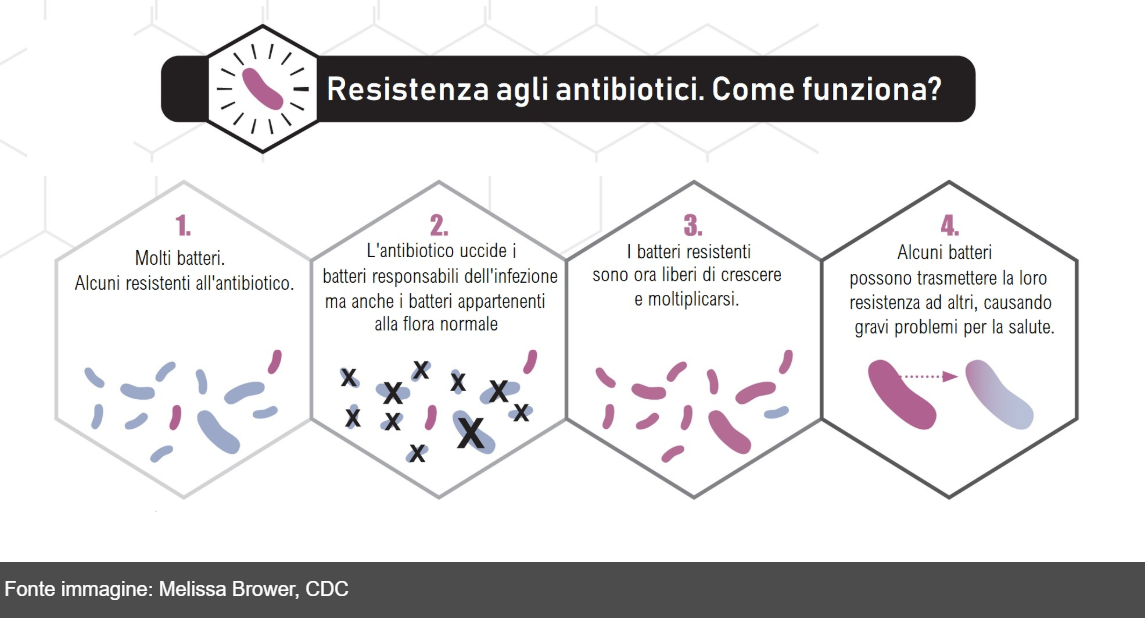 Resistenza agli antibiotici. Come funziona?
1.
Molti batteri.
Alcuni resistenti all'antibiotico.
2.
L'antibiotico uccide i
batteri responsabili dell'infezione
ma anche i batteri appartenenti
alla flora normale
X
X
X
X
X
X
X
X
X
X
3.
I batteri resistenti
sono ora liberi di crescere
e moltiplicarsi.
4.
Alcuni batteri
possono trasmettere la loro
resistenza ad altri, causando
gravi problemi per la salute.
Fonte immagine: Melissa Brower, CDC